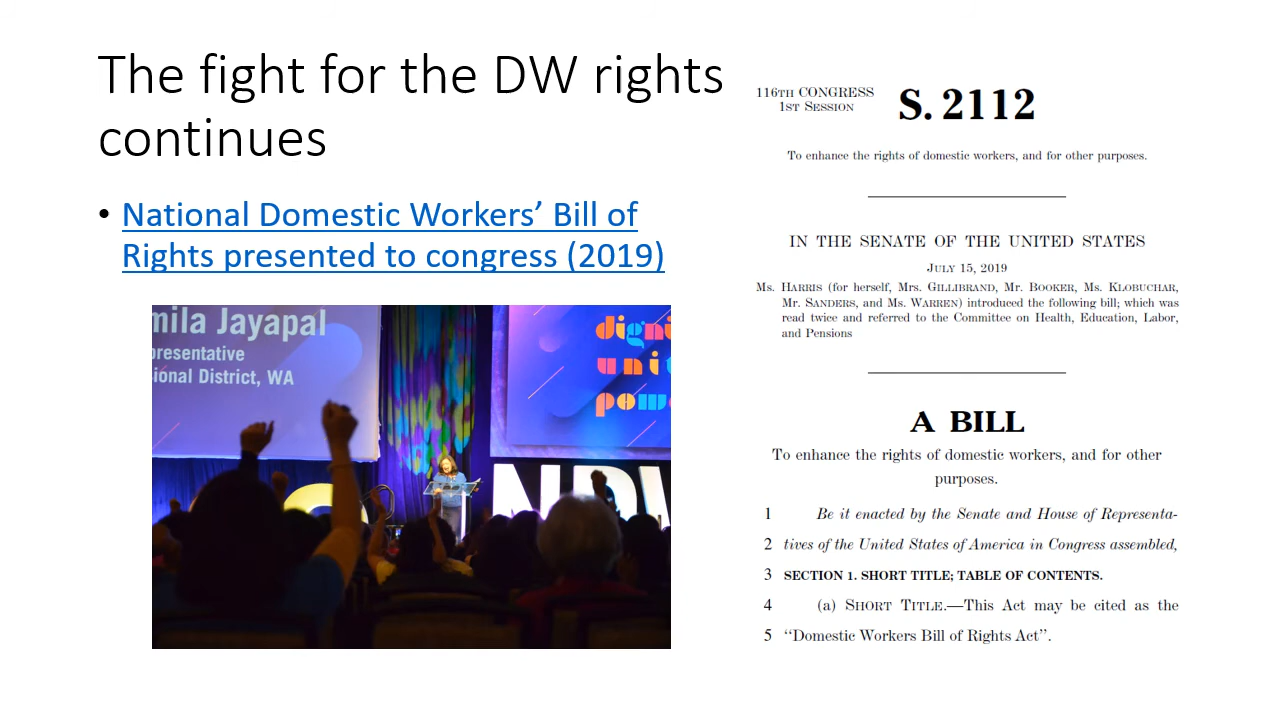 The fight for the DW rights
continues
• National Domestic Workers’ Bill of
Rights presented to congress (2019)
mila Jayapal
presentative
ional District, WA
digni
uni
powe
NDW
116TH CONGRESS
1ST SESSION
S. 2112
To enhance the rights of domestic workers, and for other purposes.
IN THE SENATE OF THE UNITED STATES
JULY 15, 2019
Ms. HARRIS (for herself, Mrs. GILLIBRAND, Mr. BOOKER, Ms. KLOBUCHAR,
Mr. SANDERS, and Ms. WARREN) introduced the following bill; which was
read twice and referred to the Committee on Health, Education, Labor,
and Pensions
A BILL
To enhance the rights of domestic workers, and for other
purposes.
1 Be it enacted by the Senate and House of Representa-
2 tives of the United States of America in Congress assembled,
3 SECTION 1. SHORT TITLE; TABLE OF CONTENTS.
4 (a) SHORT TITLE.—This Act may be cited as the
5 ‘‘Domestic Workers Bill of Rights Act’’.